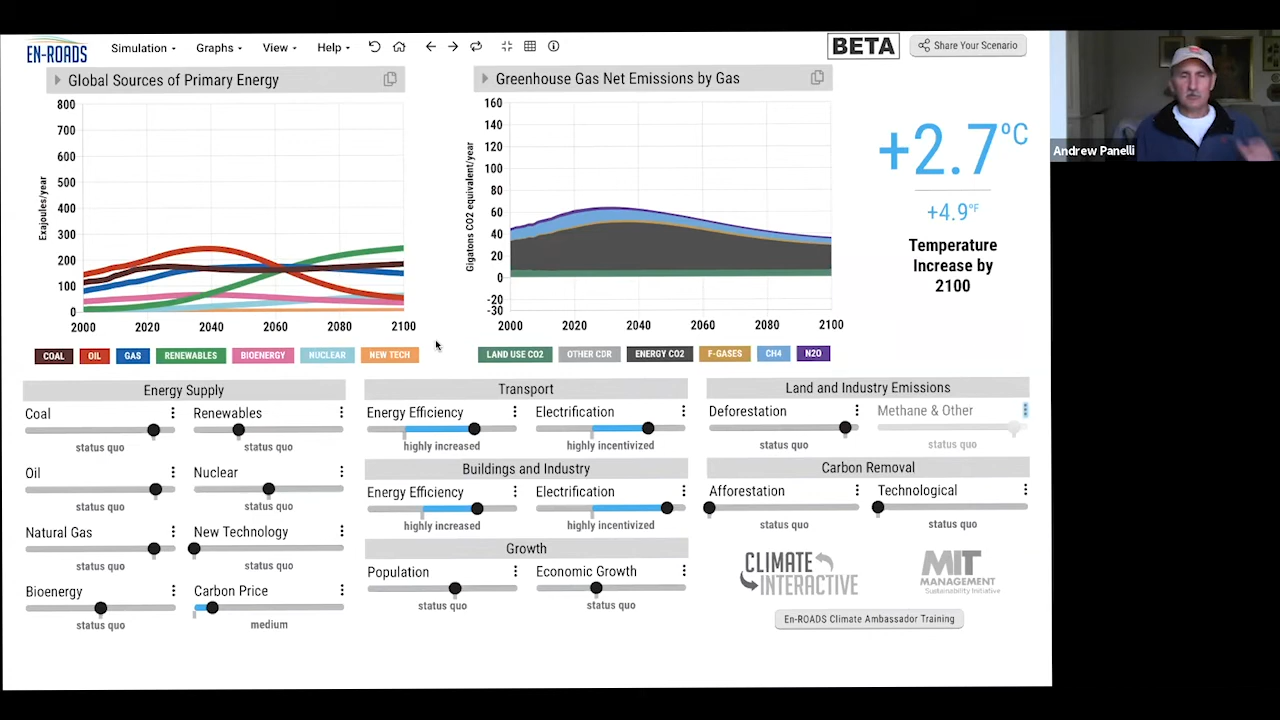 EN-ROADS
Simulation
Graphs
View
Help
BETA
Share Your Scenario
Global Sources of Primary Energy
800
700
600
500
400
300
200
100
0
Exajoules/year
2000 2020 2040 2060 2080 2100
COAL OIL GAS RENEWABLES BIOENERGY NUCLEAR NEW TECH
Greenhouse Gas Net Emissions by Gas
160
140
120
100
80
60
40
20
0
-20
-30
Gigatons CO2 equivalent/year
2000 2020 2040 2060 2080 2100
LAND USE CO2 OTHER CDR ENERGY CO2 F-GASES CH4 N2O
+2.7°C
+4.9°F
Temperature
Increase by
2100
Andrew Panelli
Energy Supply
Coal
status quo
Renewables
status quo
Oil
status quo
Nuclear
status quo
Natural Gas
status quo
New Technology
status quo
Bioenergy
status quo
Carbon Price
medium
Transport
Energy Efficiency
highly increased
Electrification
highly incentivized
Buildings and Industry
Energy Efficiency
highly increased
Electrification
highly incentivized
Growth
Population
status quo
Economic Growth
status quo
Land and Industry Emissions
Deforestation
status quo
Methane & Other
status quo
Carbon Removal
Afforestation
status quo
Technological
status quo
CLIMATE
INTERACTIVE
MIT
MANAGEMENT
Sustainability Initiative
En-ROADS Climate Ambassador Training